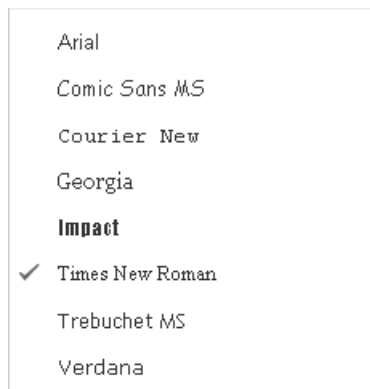 Arial
Comic Sans MS
Courier New
Georgia
Impact
Times New Roman
Trebuchet MS
Verdana